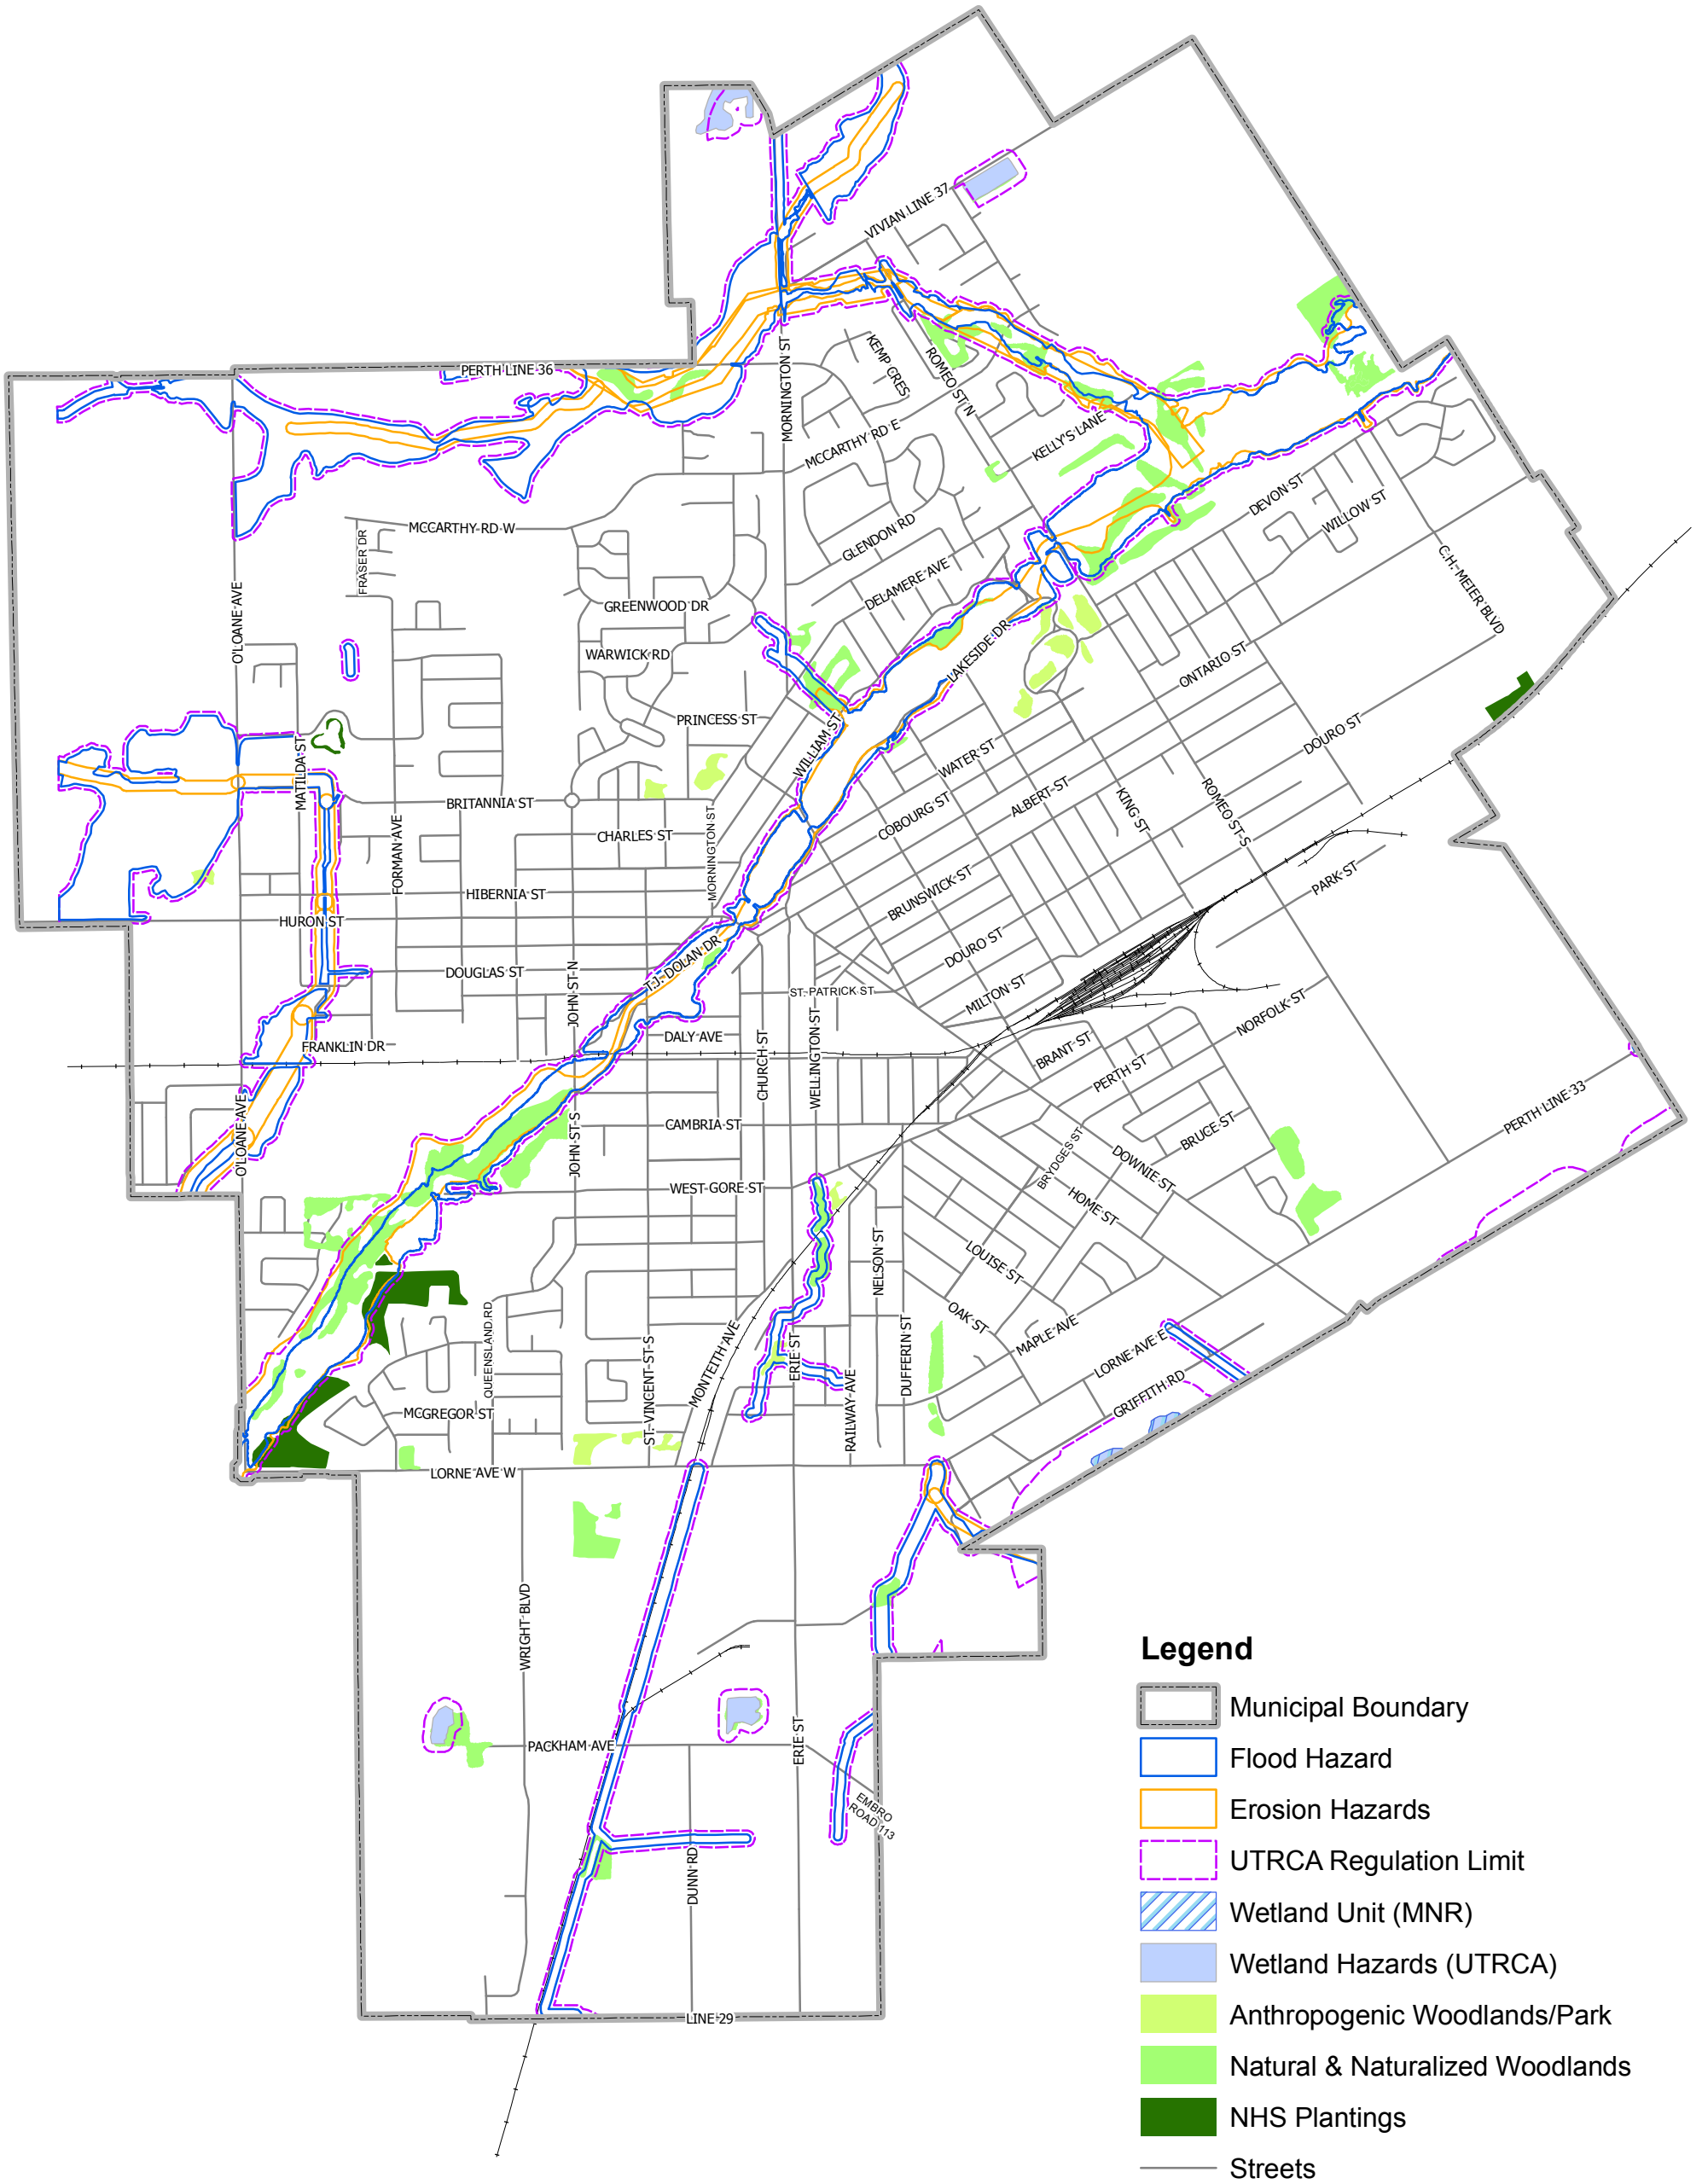 VIVIAN LINE 37
PERTH LINE 36
MORNINGTON ST
KEMP CRES
ROMEO ST N
MCCARTHY RD E
KELLY'S LANE
DEVON ST
WILLOW ST
C.H. MEIER BLVD
MCCARTHY RD W
FRASER DR
GLENDON RD
DELAMERE AVE
O'LOANE AVE
GREENWOOD DR
WARWICK RD
LAKESIDE DR
ONTARIO ST
PRINCESS ST
WILLIAM ST
MATILDA ST
WATER ST
DOURO ST
BRITANNIA ST
COBOURG ST
ALBERT ST
KING ST
ROMEO ST S
CHARLES ST
MORNINGTON ST
FORMAN AVE
HIBERNIA ST
BRUNSWICK ST
PARK ST
HURON ST
DOUGLAS ST
T.J. DOLAN DR
DOURO ST
JOHN ST N
ST. PATRICK ST
MILTON ST
NORFOLK ST
FRANKLIN DR
DALY AVE
CHURCH ST
WELLINGTON ST
BRANT ST
PERTH ST
PERTH LINE 33
O'LOANE AVE
JOHN ST S
CAMBRIA ST
BRUCE ST
BRYDGES ST
DOWNIE ST
WEST GORE ST
HOME ST
NELSON ST
LOUISE ST
QUEENSLAND RD
OAK ST
MAPLE AVE
ST. VINCENT ST S
MONTEITH AVE
ERIE ST
DUFFERIN ST
LORNE AVE E
GRIFFITH RD
MCGREGOR ST
RAILWAY AVE
LORNE AVE W
WRIGHT BLVD
PACKHAM AVE
ERIE ST
EMBRO
ROAD 113
DUNN RD
LINE 29
Legend
Municipal Boundary
Flood Hazard
Erosion Hazards
UTRCA Regulation Limit
Wetland Unit (MNR)
Wetland Hazards (UTRCA)
Anthropogenic Woodlands/Park
Natural & Naturalized Woodlands
NHS Plantings
Streets